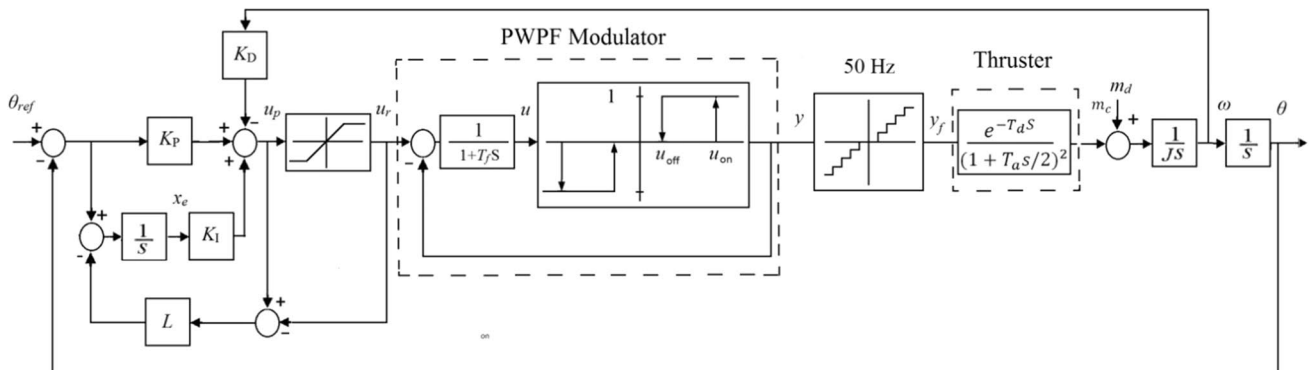 K_D
PWPF Modulator
50 Hz
Thruster
θ_ref
+
-
K_P
+
-
+
u_p
u_r
-
1
1+T_f S
u
1
u_off
u_on
y
y_f
e^{-T_d S}
(1 + T_a s/2)^2
m_c
m_d
+
1
JS
ω
1
S
θ
x_e
+
-
1
S
K_I
L
+
-
on